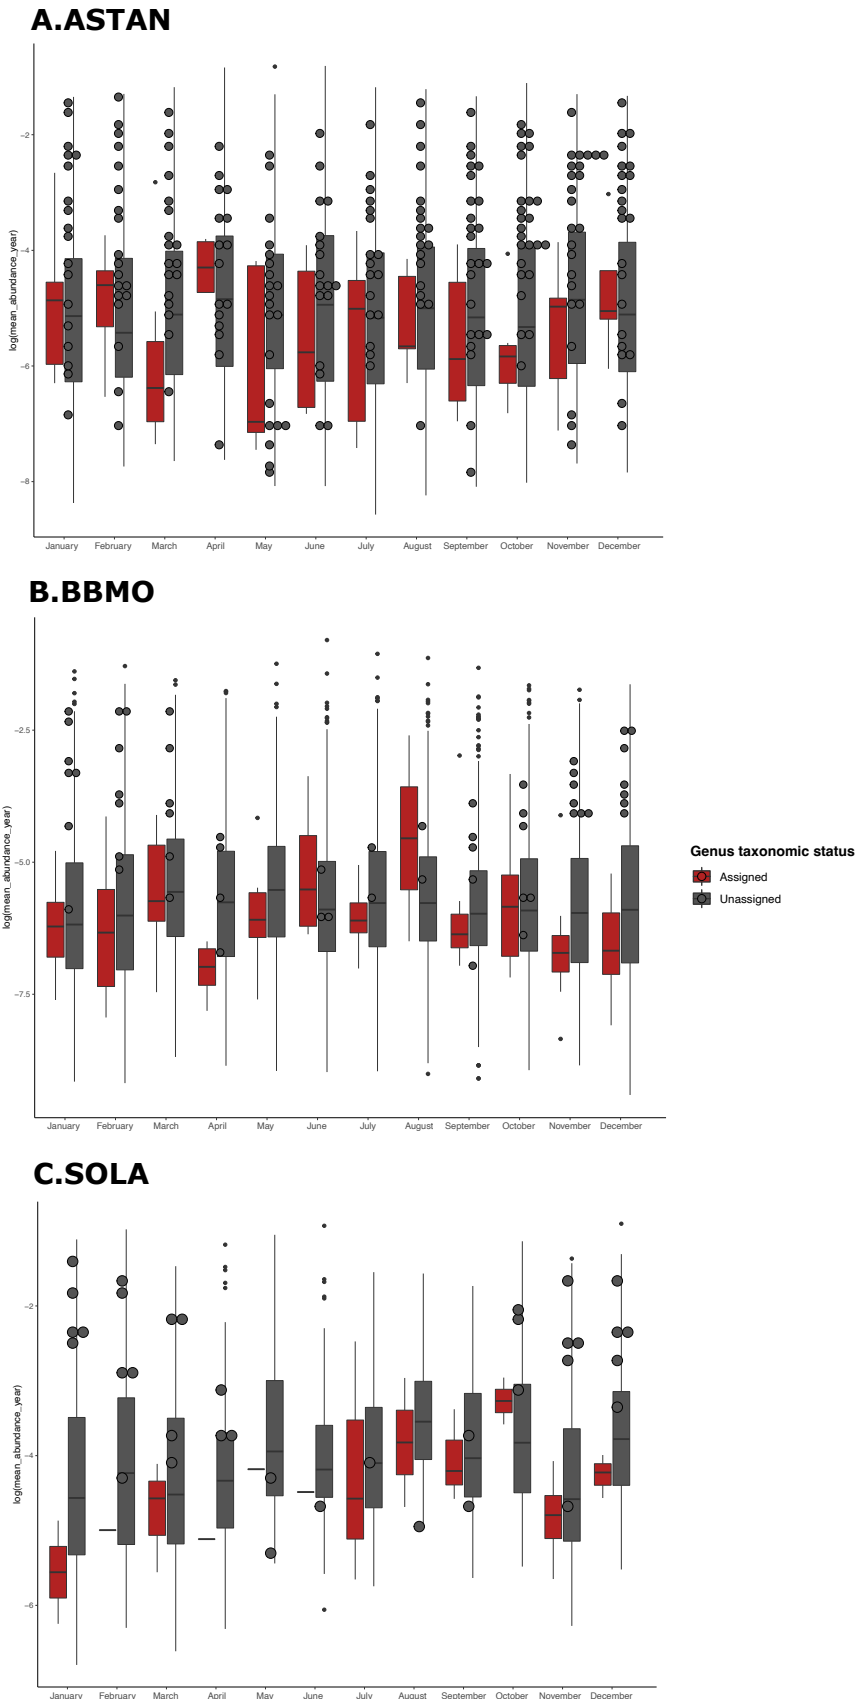 A.ASTAN
−2
−4
−6
−8
log(mean_abundance_year)
January February March April May June July August September October November December
B.BBMO
−2.5
−5.0
−7.5
log(mean_abundance_year)
January February March April May June July August September October November December
Genus taxonomic status
Assigned
Unassigned
C.SOLA
−2
−4
−6
log(mean_abundance_year)
January February March April May June July August September October November December